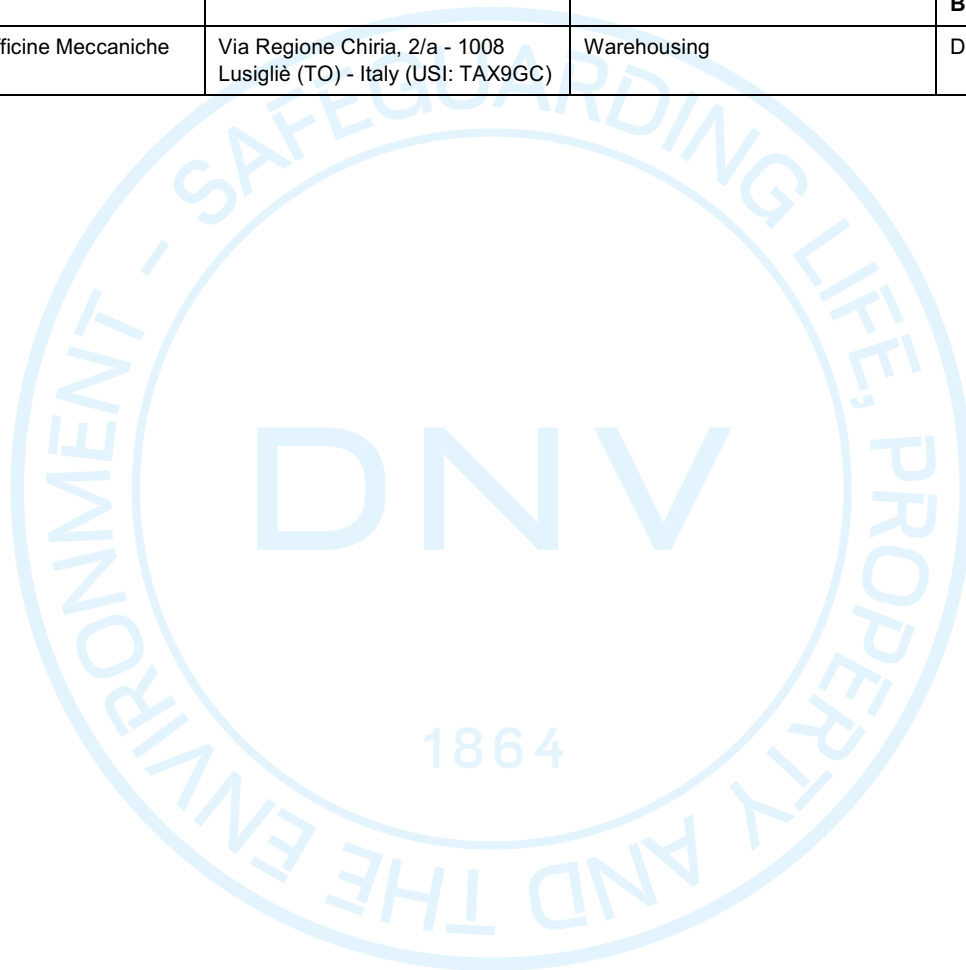 B
fficine Meccaniche
Via Regione Chiria, 2/a - 1008
Lusigliè (TO) - Italy (USI: TAX9GC)
Warehousing
D
SAFEGUARDING LIFE, PROPERTY AND THE ENVIRONMENT -
DNV
1864